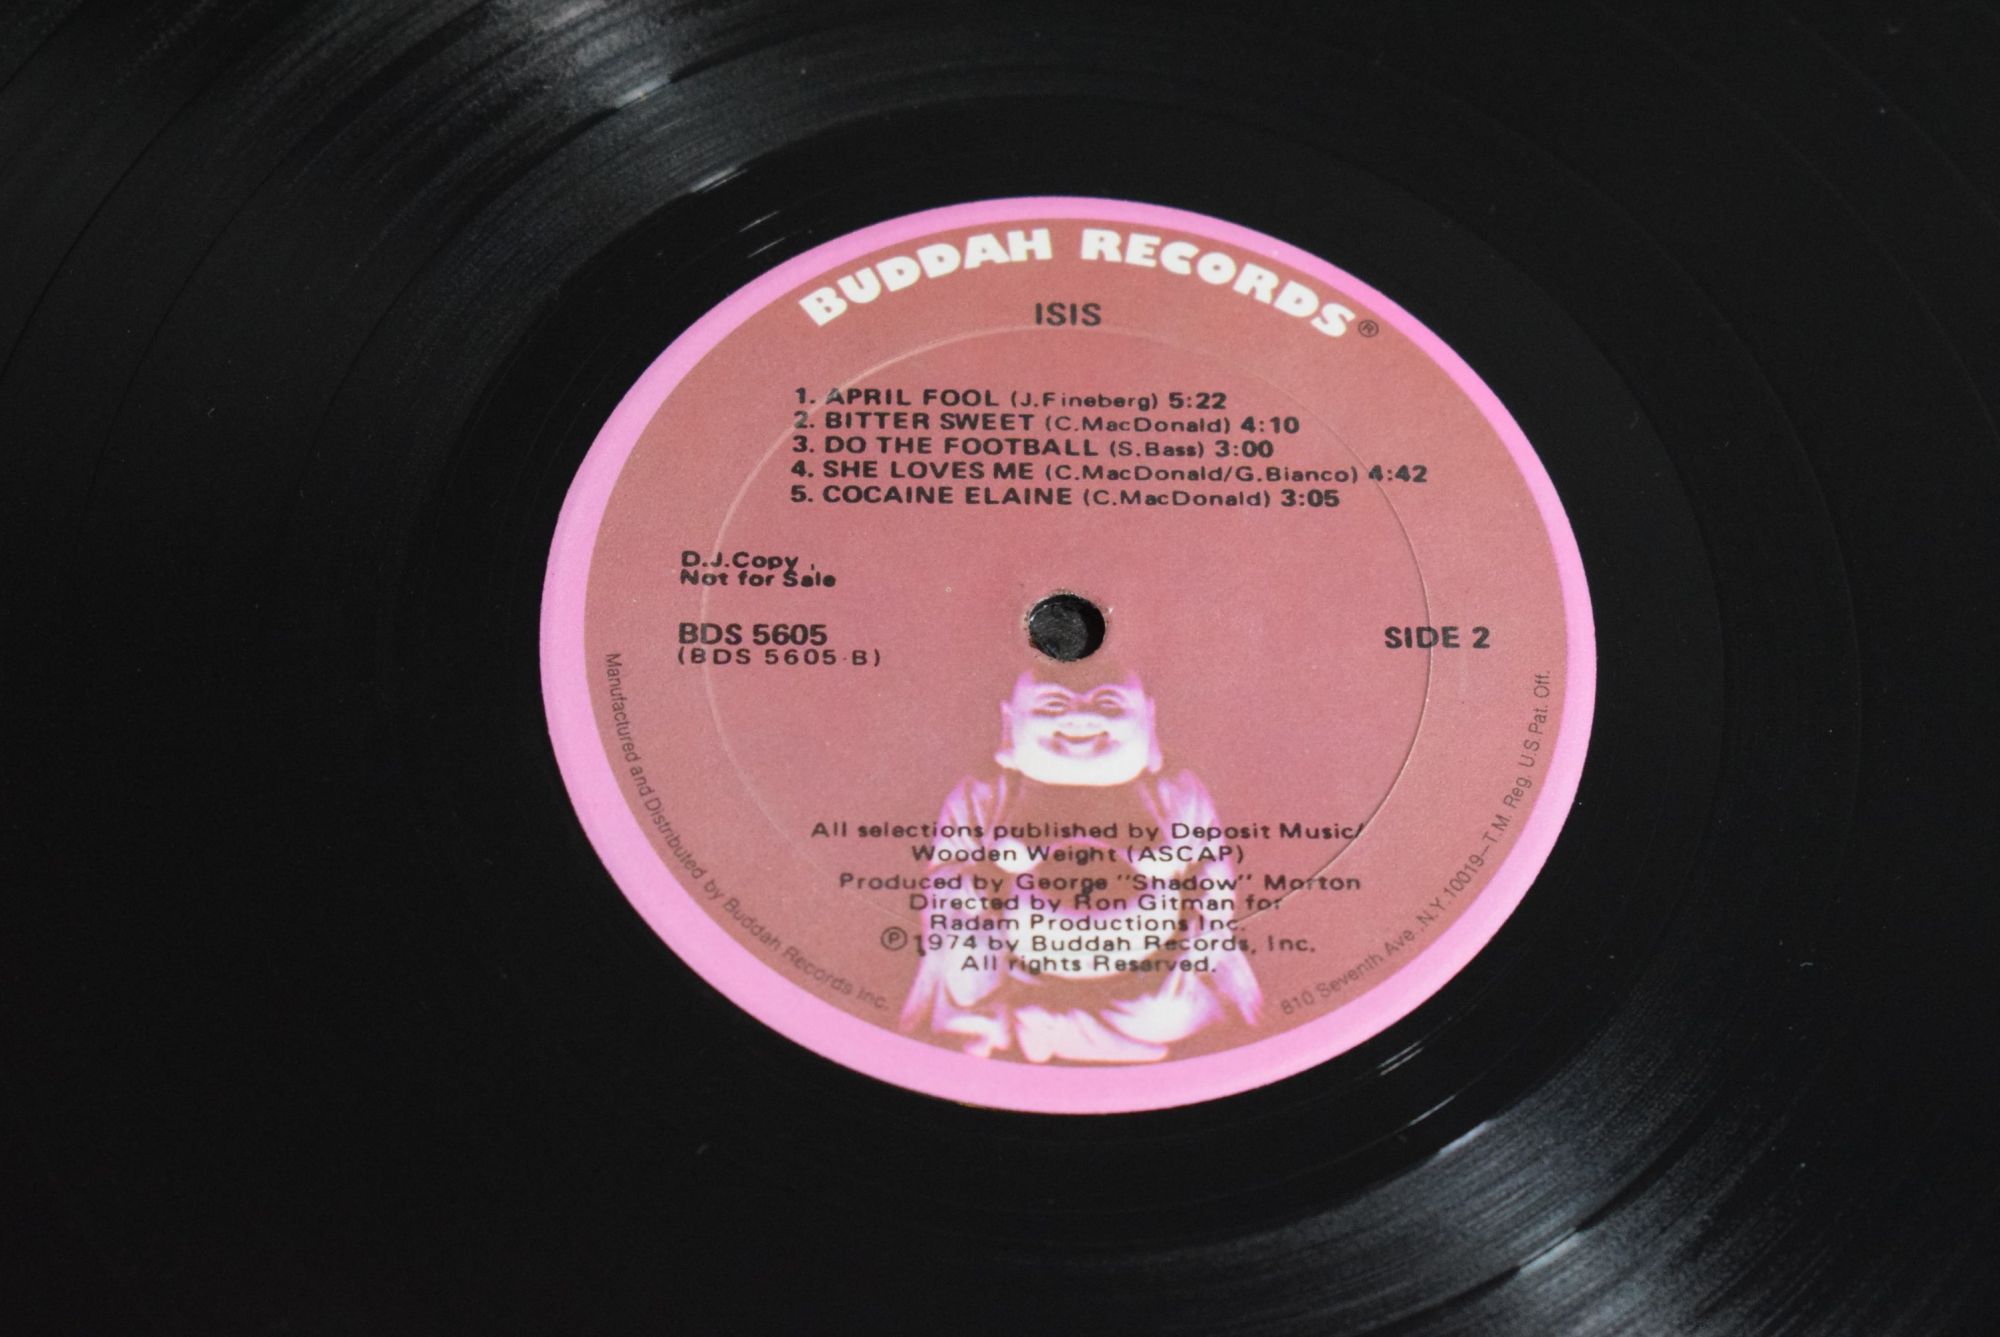 BUDDAH RECORDS®
ISIS
1. APRIL FOOL (J.Fineberg) 5:22
2. BITTER SWEET (C.MacDonald) 4:10
3. DO THE FOOTBALL (S.Bass) 3:00
4. SHE LOVES ME (C.MacDonald/G.Bianco) 4:42
5. COCAINE ELAINE (C.MacDonald) 3:05
D.J.Copy
Not for Sale
BDS 5605
(BDS 5605-B)
SIDE 2
All selections published by Deposit Music/
Wooden Weight (ASCAP)
Produced by George "Shadow" Morton
Directed by Ron Gitman for
Radam Productions Inc.
℗ 1974 by Buddah Records, Inc.
All rights Reserved.
Manufactured and Distributed by Buddah Records Inc.
810 Seventh Ave., N.Y. 10019—T.M. Reg. U.S. Pat. Off.